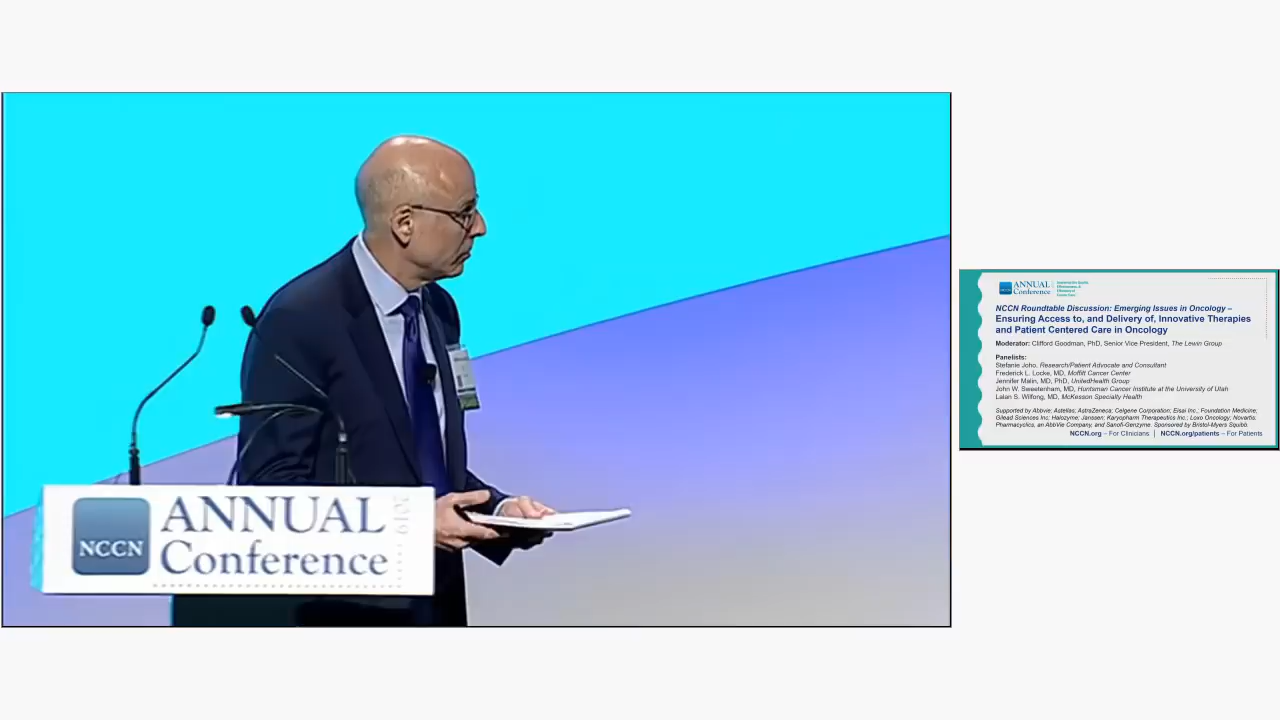 NCCN
ANNUAL
Conference
2019
NCCN
ANNUAL
Conference
NCCN Roundtable Discussion: Emerging Issues in Oncology –
Ensuring Access to, and Delivery of, Innovative Therapies
and Patient Centered Care in Oncology
Moderator: Clifford Goodman, PhD, Senior Vice President, The Lewin Group
Panelists:
Stefanie Joho, Research/Patient Advocate and Consultant
Frederick L. Locke, MD, Moffitt Cancer Center
Jennifer Malin, MD, PhD, UnitedHealth Group
John W. Sweetenham, MD, Huntsman Cancer Institute at the University of Utah
Lalan S. Wilfong, MD, McKesson Specialty Health
Supported by Abbvie; Astellas; AstraZeneca; Celgene Corporation; Eisai Inc.; Foundation Medicine;
Gilead Sciences Inc; Halozyme; Janssen; Karyopharm Therapeutics Inc.; Loxo Oncology; Novartis;
Pharmacyclics, an AbbVie Company, and Sanofi-Genzyme. Sponsored by Bristol-Myers Squibb.
NCCN.org – For Clinicians | NCCN.org/patients – For Patients